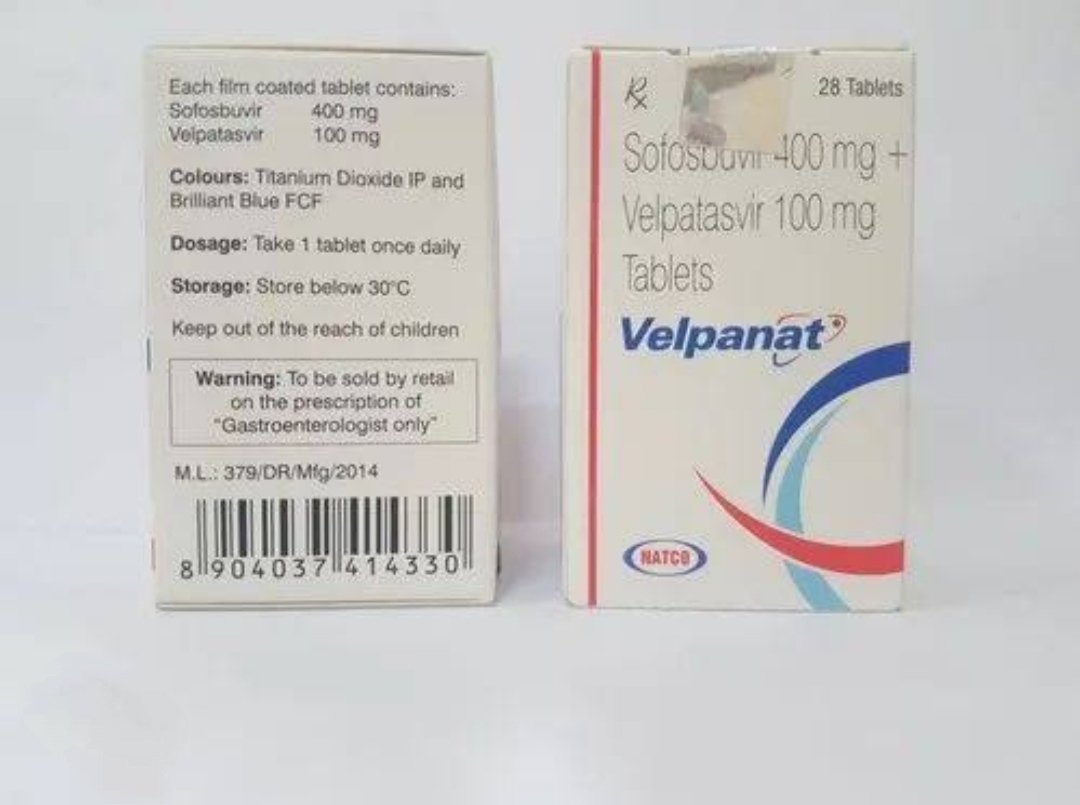 Each film coated tablet contains:
Sofosbuvir 400 mg
Velpatasvir 100 mg
Colours: Titanium Dioxide IP and
Brilliant Blue FCF
Dosage: Take 1 tablet once daily
Storage: Store below 30°C
Keep out of the reach of children
Warning: To be sold by retail
on the prescription of
"Gastroenterologist only"
M.L.: 379/DR/Mfg/2014
8 904037 414330
Rx 28 Tablets
Sofosbuvir 400 mg +
Velpatasvir 100 mg
Tablets
Velpanat
NATCO